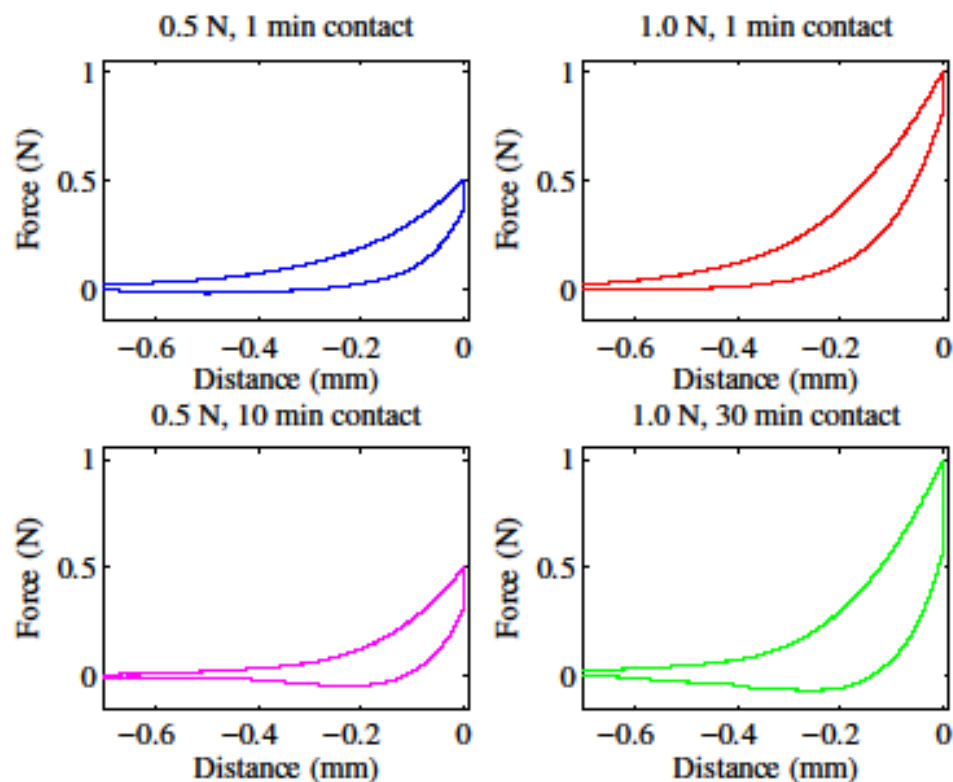 0.5 N, 1 min contact
1
0.5
0
Force (N)
−0.6 −0.4 −0.2 0
Distance (mm)
1.0 N, 1 min contact
1
0.5
0
Force (N)
−0.6 −0.4 −0.2 0
Distance (mm)
0.5 N, 10 min contact
1
0.5
0
Force (N)
−0.6 −0.4 −0.2 0
Distance (mm)
1.0 N, 30 min contact
1
0.5
0
Force (N)
−0.6 −0.4 −0.2 0
Distance (mm)